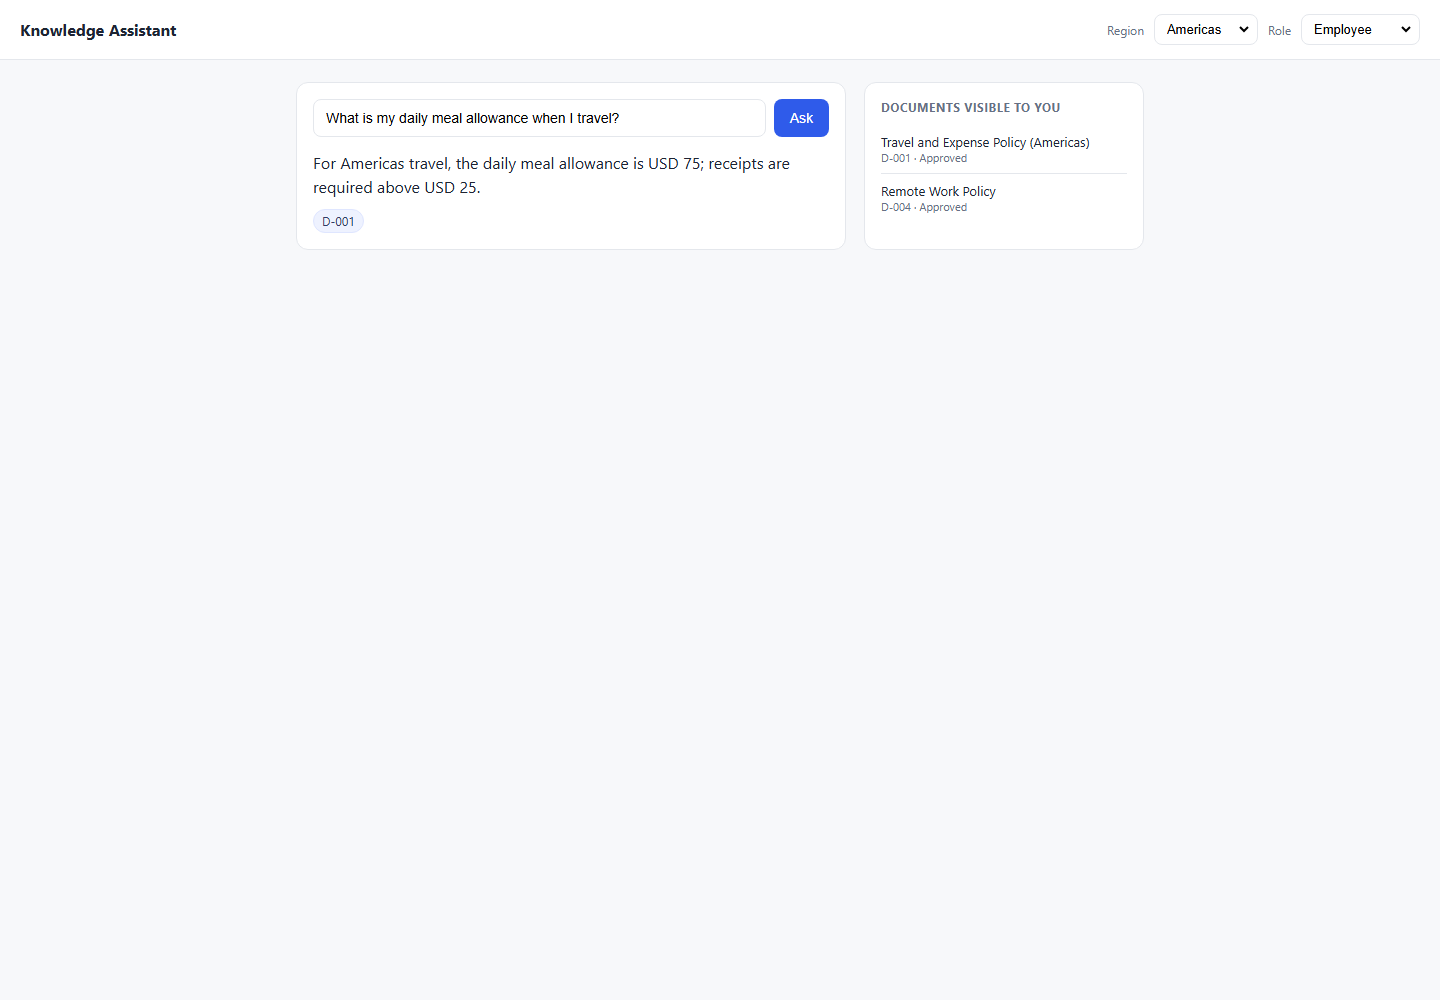 Knowledge Assistant
Region
Americas
Role
Employee
What is my daily meal allowance when I travel?
Ask
For Americas travel, the daily meal allowance is USD 75; receipts are
required above USD 25.
D-001
DOCUMENTS VISIBLE TO YOU
Travel and Expense Policy (Americas)
D-001 · Approved
Remote Work Policy
D-004 · Approved